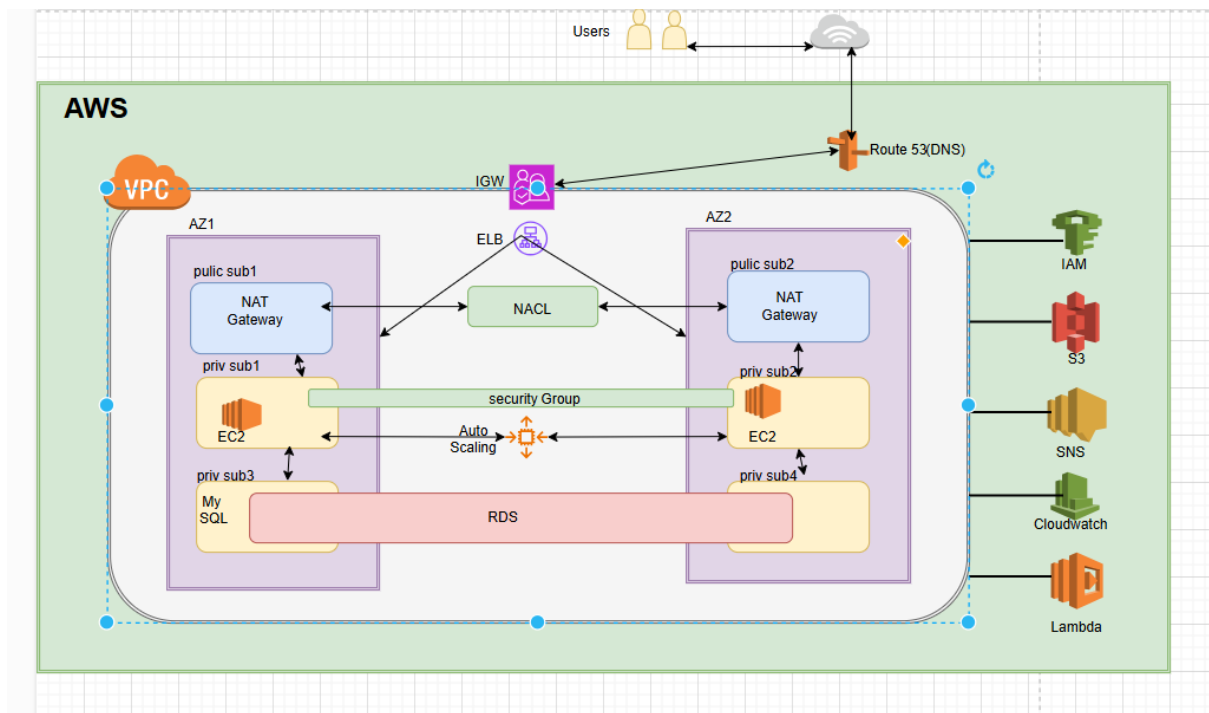 Users
AWS
Route 53(DNS)
VPC
IGW
AZ1
ELB
AZ2
pulic sub1
pulic sub2
NAT
Gateway
NACL
NAT
Gateway
IAM
priv sub1
priv sub2
S3
security Group
EC2
Auto
Scaling
EC2
SNS
priv sub3
priv sub4
My
SQL
RDS
Cloudwatch
Lambda